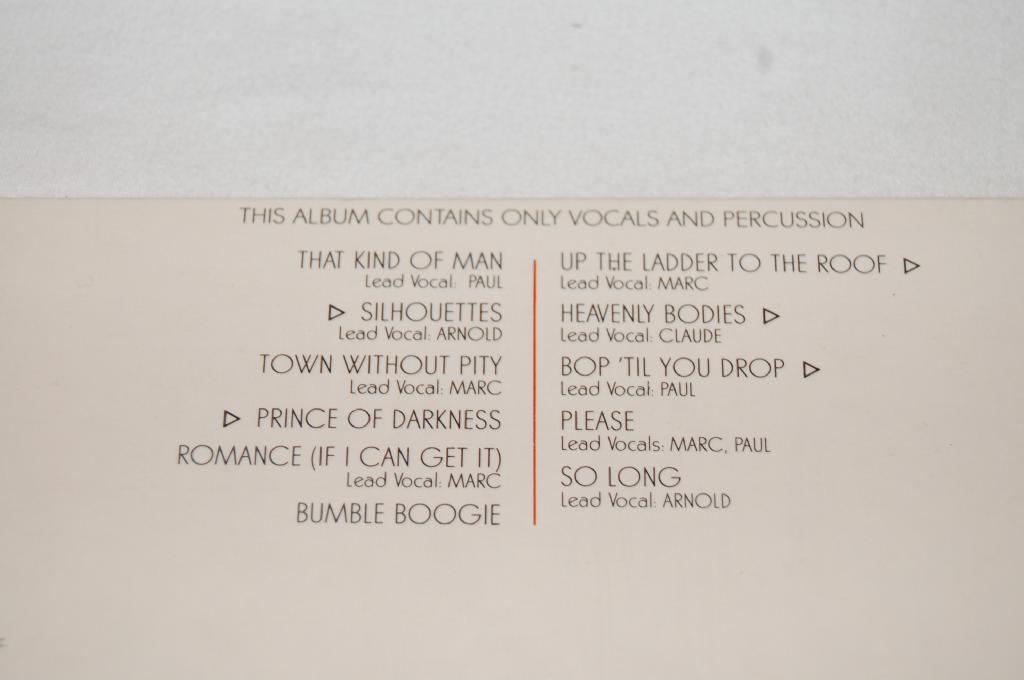 THIS ALBUM CONTAINS ONLY VOCALS AND PERCUSSION
THAT KIND OF MAN
Lead Vocal: PAUL
▷ SILHOUETTES
Lead Vocal: ARNOLD
TOWN WITHOUT PITY
Lead Vocal: MARC
▷ PRINCE OF DARKNESS
ROMANCE (IF I CAN GET IT)
Lead Vocal: MARC
BUMBLE BOOGIE
UP THE LADDER TO THE ROOF ▷
Lead Vocal: MARC
HEAVENLY BODIES ▷
Lead Vocal: CLAUDE
BOP 'TIL YOU DROP ▷
Lead Vocal: PAUL
PLEASE
Lead Vocals: MARC, PAUL
SO LONG
Lead Vocal: ARNOLD